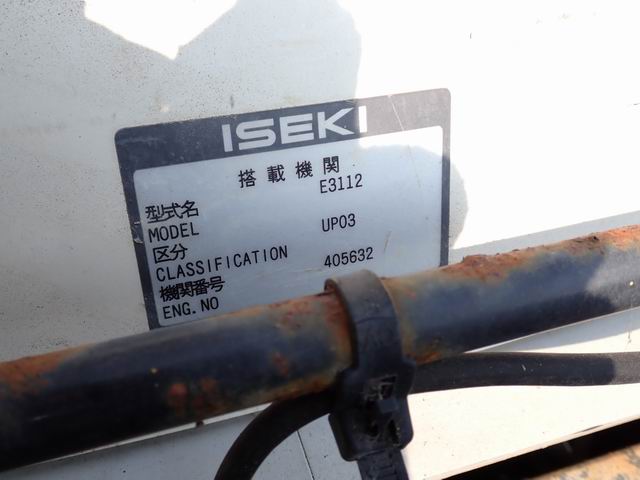 ISEKI
搭載機関
型式名 E3112
MODEL
区分 UP03
CLASSIFICATION
機関番号 405632
ENG. NO